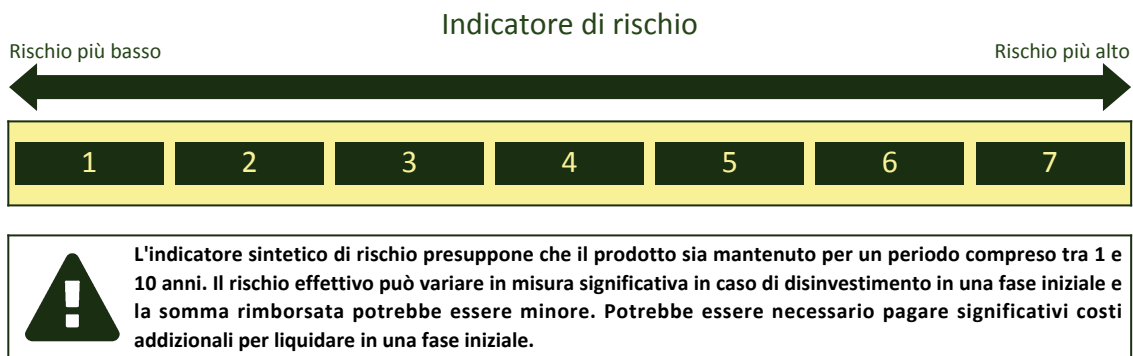 Indicatore di rischio
Rischio più basso
Rischio più alto
1 2 3 4 5 6 7
L'indicatore sintetico di rischio presuppone che il prodotto sia mantenuto per un periodo compreso tra 1 e
10 anni. Il rischio effettivo può variare in misura significativa in caso di disinvestimento in una fase iniziale e
la somma rimborsata potrebbe essere minore. Potrebbe essere necessario pagare significativi costi
addizionali per liquidare in una fase iniziale.